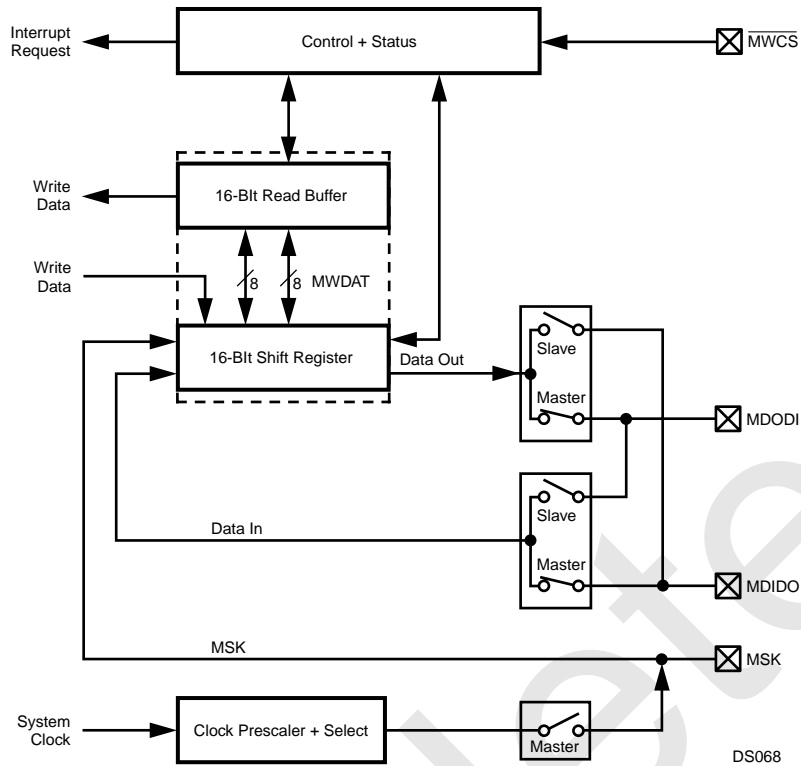 Interrupt
Request
Control + Status
MWCS
Write
Data
16-BIt Read Buffer
Write
Data
8
8
MWDAT
16-BIt Shift Register
Data Out
Slave
Master
MDODI
Slave
Data In
Master
MDIDO
MSK
MSK
System
Clock
Clock Prescaler + Select
Master
DS068